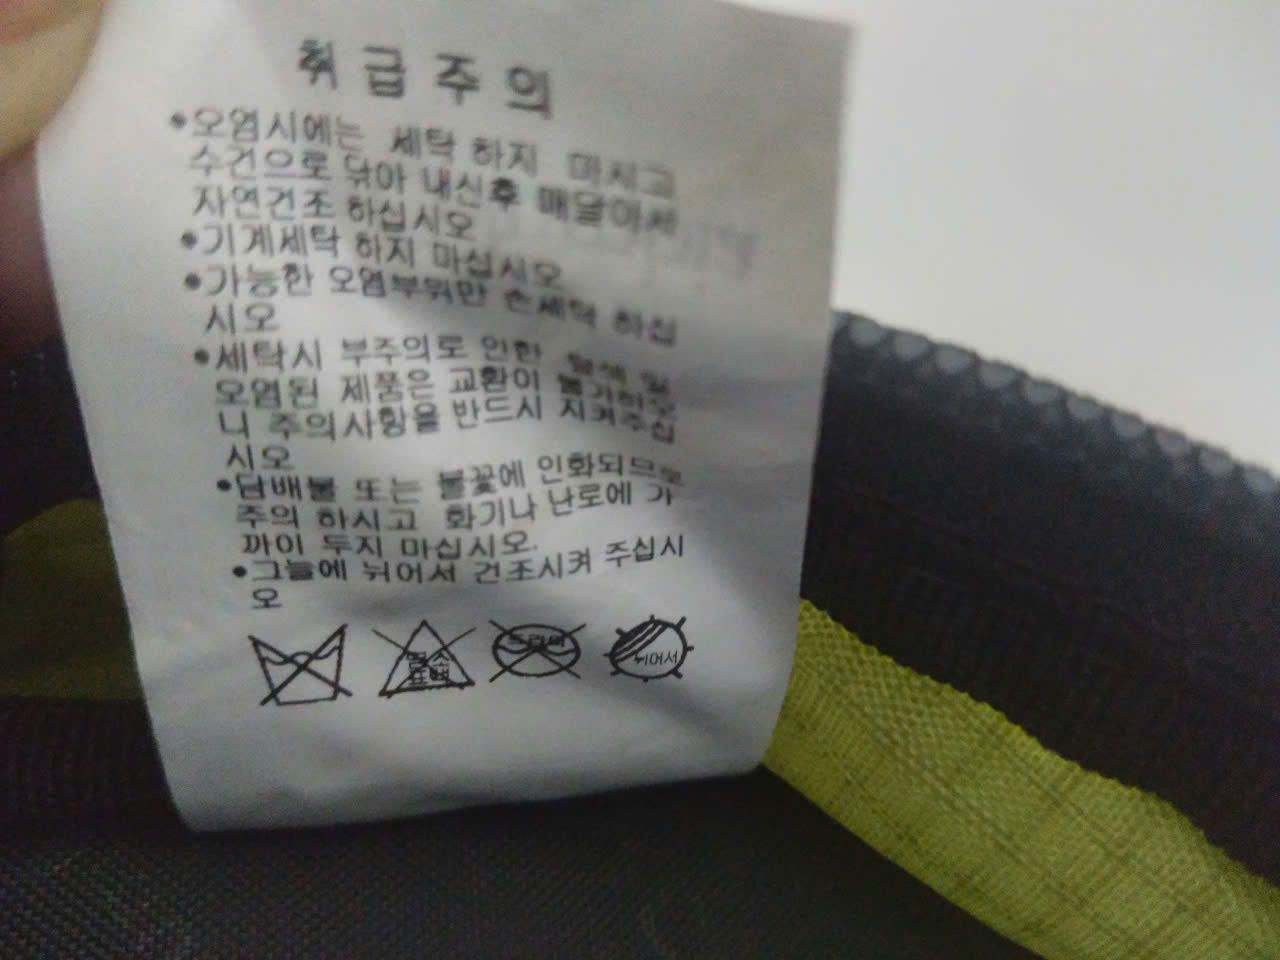 취급주의
•오염시에는 세탁 하지 마시고
수건으로 닦아 내신후 매달아서
자연건조 하십시오
•기계세탁 하지 마십시오
•가능한 오염부위만 손세탁 하십
시오
•세탁시 부주의로 인한 탈색 및
오염된 제품은 교환이 불가하오
니 주의사항을 반드시 지켜주십
시오
•담배불 또는 불꽃에 인화되므로
주의 하시고 화기나 난로에 가
까이 두지 마십시오.
•그늘에 뉘어서 건조시켜 주십시
오
염소
표백
드라이
뉘어서